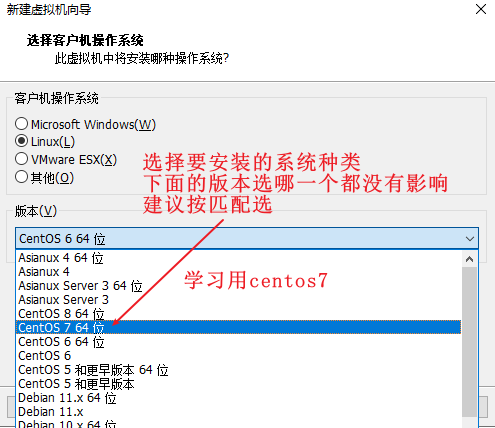 新建虚拟机向导
选择客户机操作系统
此虚拟机中将安装哪种操作系统?
客户机操作系统
Microsoft Windows(W)
Linux(L)
VMware ESX(X)
其他(O)
选择要安装的系统种类
下面的版本选哪一个都没有影响
建议按匹配选
版本(V)
CentOS 6 64 位
Asianux 4 64 位
Asianux 4
Asianux Server 3 64 位
Asianux Server 3
CentOS 8 64 位
CentOS 7 64 位
CentOS 6 64 位
CentOS 6
CentOS 5 和更早版本 64 位
CentOS 5 和更早版本
Debian 11.x 64 位
Debian 11.x
Debian 10.x 64 位
学习用centos7